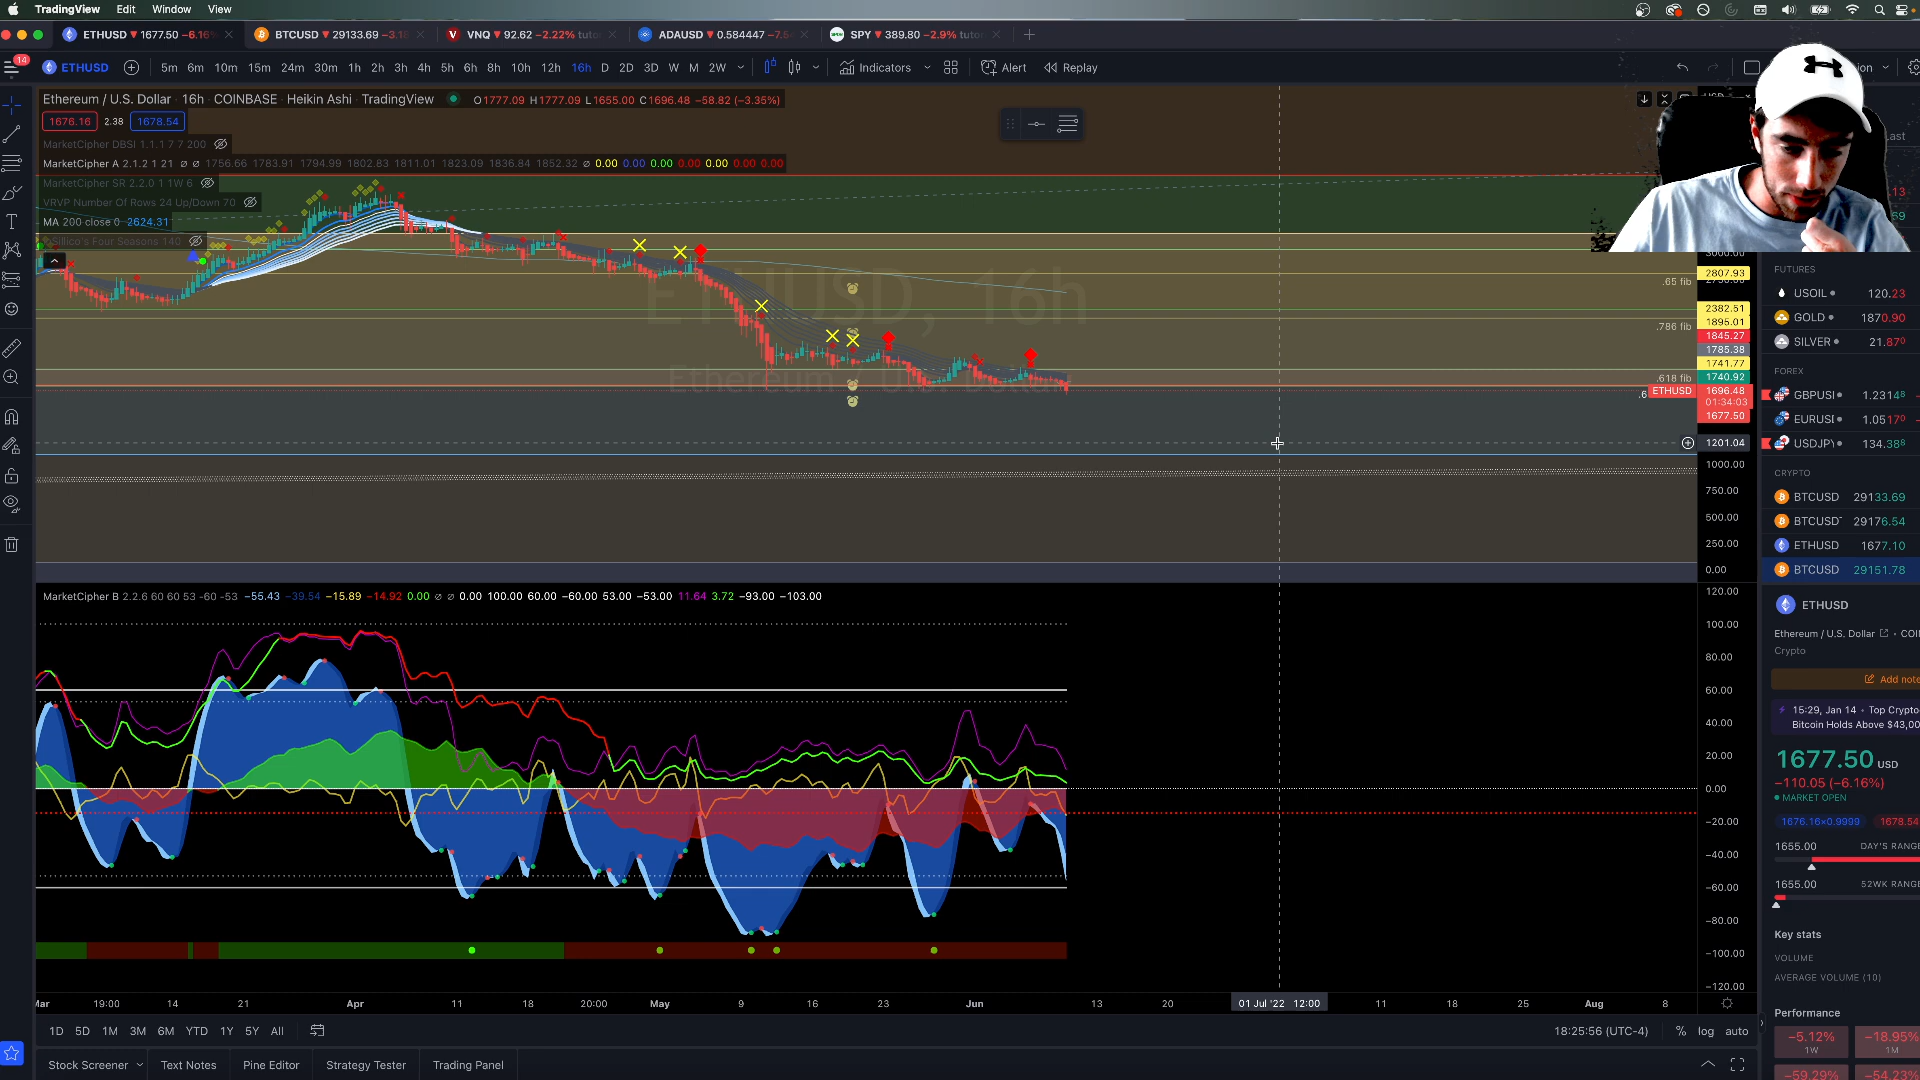 TradingView Edit Window View
ETHUSD ▼ 1677.50 −6.16%
BTCUSD ▼ 29133.69
VNQ ▼ 92.62 −2.22%
ADAUSD ▼ 0.584447
SPY ▼ 389.80 −2.9%
14
ETHUSD 5m 6m 10m 15m 24m 30m 1h 2h 3h 4h 5h 6h 8h 10h 12h 16h D 2D 3D W M 2W Indicators Alert Replay
Ethereum / U.S. Dollar · 16h · COINBASE · Heikin Ashi · TradingView O1777.09 H1777.09 L1655.00 C1696.48 −58.82 (−3.35%)
1676.16 2.38 1678.54
MarketCipher DBSI 1.1.1 7 7 200
MarketCipher A 2.1.2 1 21 ∅ ∅ 1756.66 1783.91 1794.99 1802.83 1811.01 1823.09 1836.84 1852.32 ∅ 0.00 0.00 0.00 0.00 0.00 0.00 0.00
MarketCipher SR 2.2.0 1 1W 6
VRVP Number Of Rows 24 Up/Down 70
MA 200 close 0 2624.31
Four Seasons 140
ETHUSD, 16h
Ethereum / U.S. Dollar
.65 fib
.786 fib
.618 fib
2807.93
2382.51
1895.01
1845.27
1785.38
1741.77
1740.92
ETHUSD 1696.48
01:34:03
1677.50
1201.04
1000.00
750.00
500.00
250.00
0.00
MarketCipher B 2.2.6 60 60 53 -60 -53 −55.43 −39.54 −15.89 −14.92 0.00 ∅ ∅ 0.00 100.00 60.00 −60.00 53.00 −53.00 11.64 3.72 −93.00 −103.00
120.00
100.00
80.00
60.00
40.00
20.00
0.00
−20.00
−40.00
−60.00
−80.00
−100.00
−120.00
Mar 19:00 14 21 Apr 11 18 20:00 May 9 16 23 Jun 13 20 01 Jul '22 12:00 11 18 25 Aug 8
1D 5D 1M 3M 6M YTD 1Y 5Y All 18:25:56 (UTC-4) % log auto
Stock Screener Text Notes Pine Editor Strategy Tester Trading Panel
FUTURES
USOIL 120.23
GOLD 1870.90
SILVER 21.870
FOREX
GBPUSI 1.23148
EURUSI 1.05170
USDJP 134.388
CRYPTO
BTCUSD 29133.69
BTCUSD 29176.54
ETHUSD 1677.10
BTCUSD 29151.78
ETHUSD
Ethereum / U.S. Dollar · COI
Crypto
Add note
15:29, Jan 14 · Top Crypto
Bitcoin Holds Above $43,00
1677.50 USD
−110.05 (−6.16%)
MARKET OPEN
1676.16×0.9999 1678.54
1655.00 DAY'S RANGE
1655.00 52WK RANGE
Key stats
VOLUME
AVERAGE VOLUME (10)
Performance
−5.12% −18.95%
1W 1M
−59.29% −54.23%